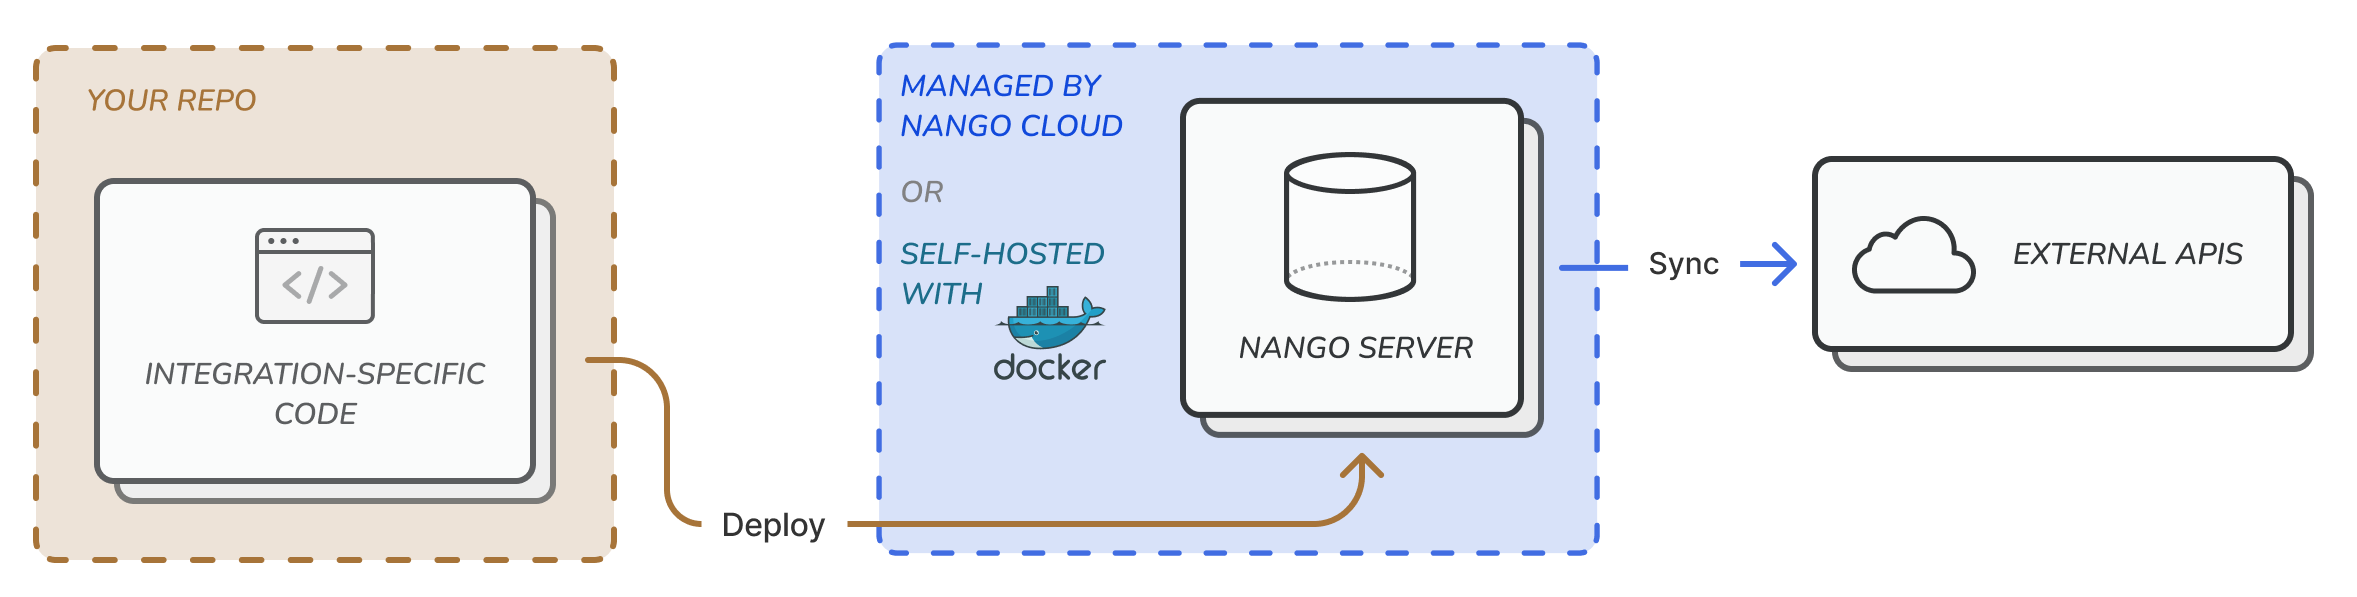 YOUR REPO
INTEGRATION-SPECIFIC
CODE
Deploy
MANAGED BY
NANGO CLOUD
OR
SELF-HOSTED
WITH
docker
NANGO SERVER
Sync
EXTERNAL APIS